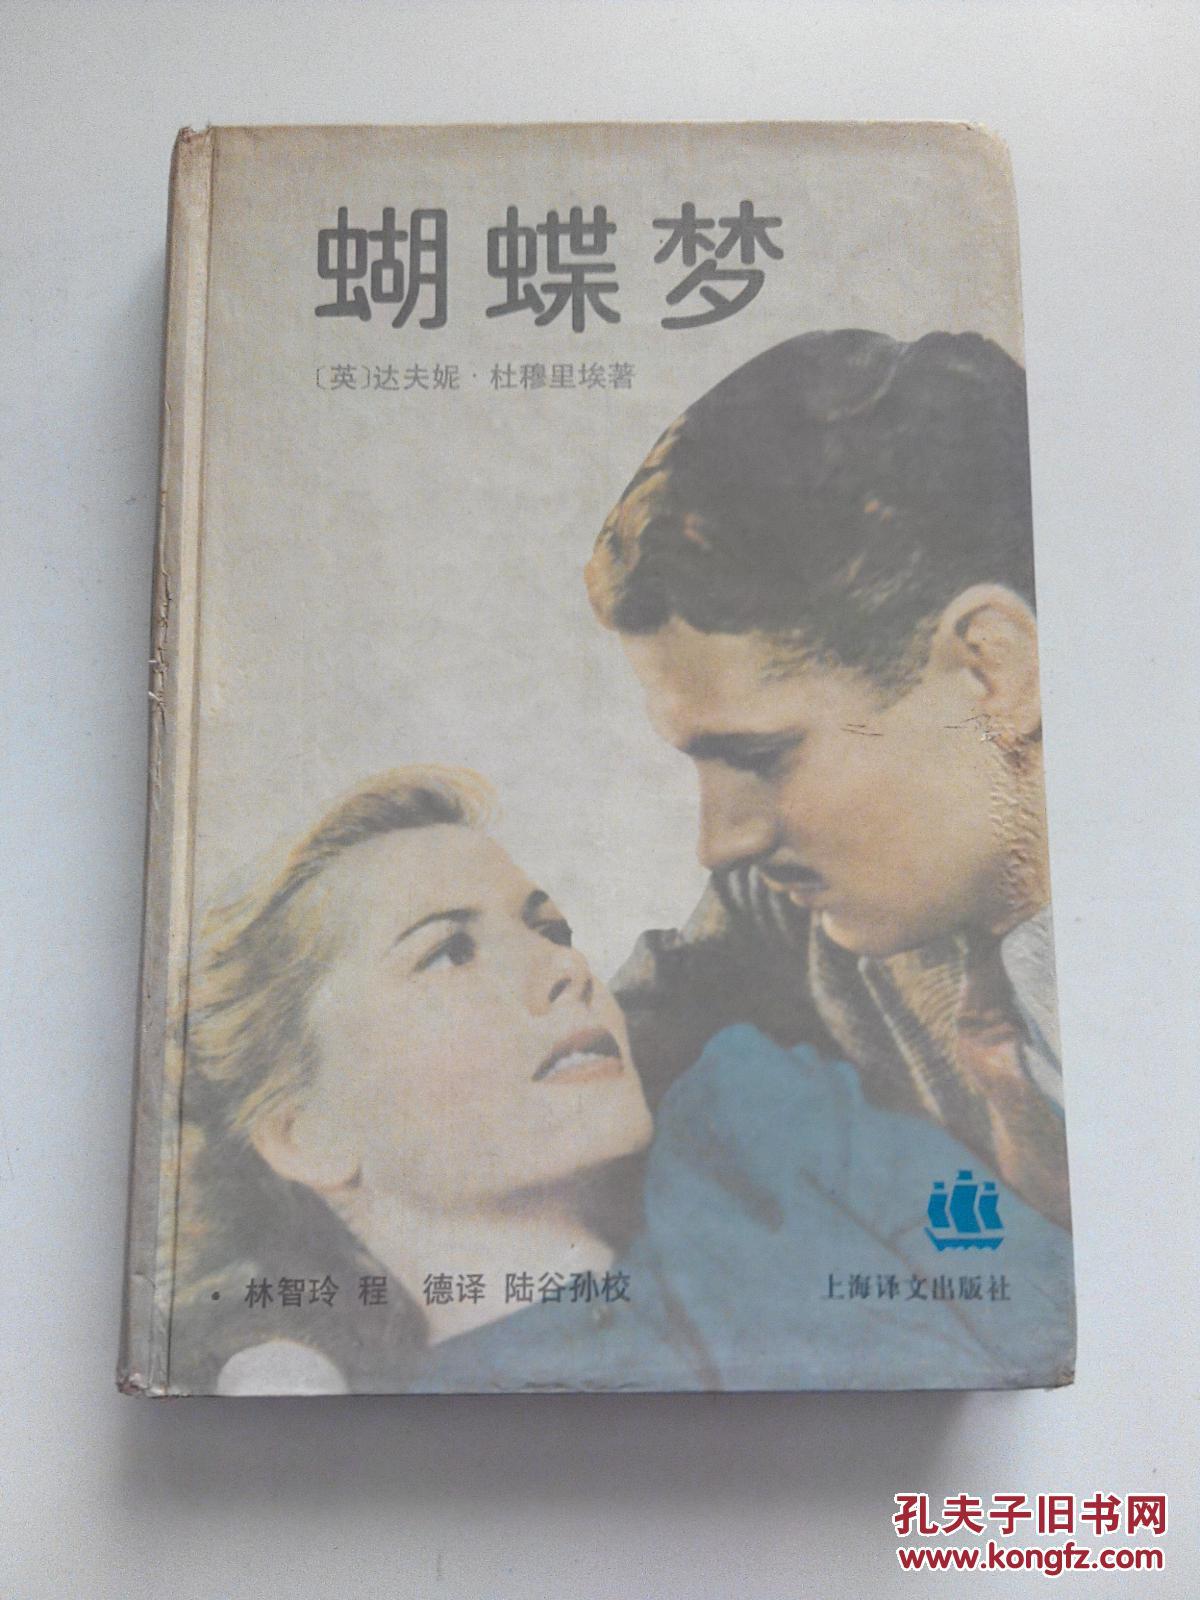 蝴蝶梦
〔英〕达夫妮·杜穆里埃著
林智玲 程 德译 陆谷孙校
上海译文出版社
孔夫子旧书网
www.kongfz.com